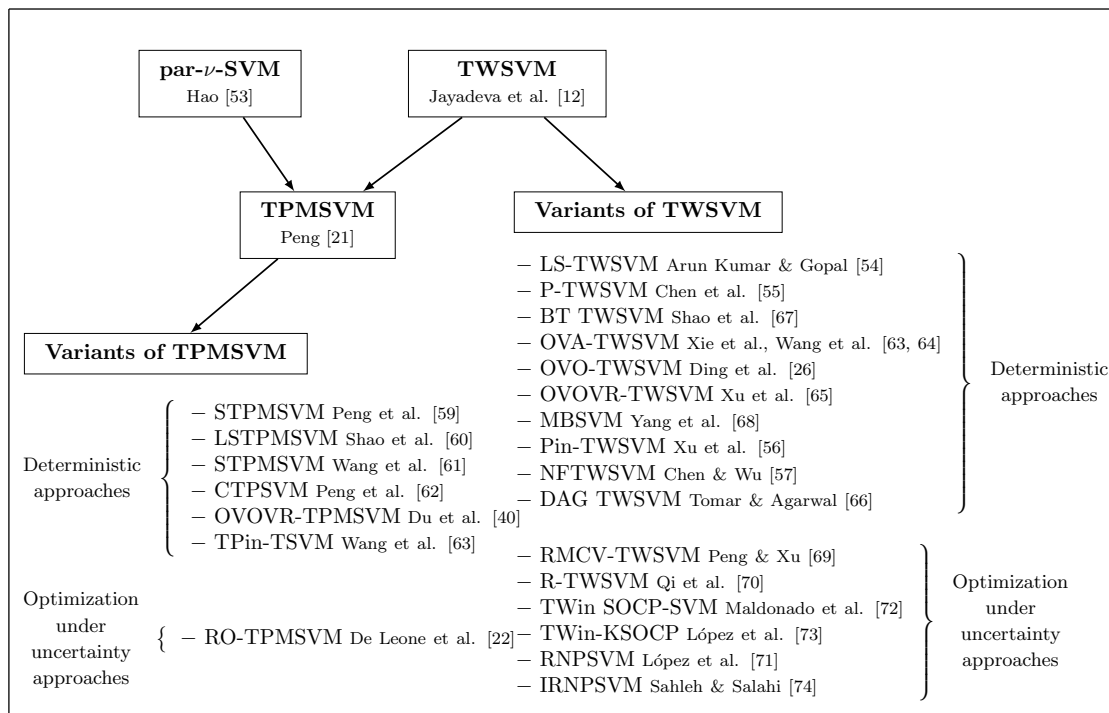 par-ν-SVM
Hao [53]
TWSVM
Jayadeva et al. [12]
TPMSVM
Peng [21]
Variants of TWSVM
– LS-TWSVM Arun Kumar & Gopal [54]
– P-TWSVM Chen et al. [55]
– BT TWSVM Shao et al. [67]
– OVA-TWSVM Xie et al., Wang et al. [63, 64]
– OVO-TWSVM Ding et al. [26]
– OVOVR-TWSVM Xu et al. [65]
– MBSVM Yang et al. [68]
– Pin-TWSVM Xu et al. [56]
– NFTWSVM Chen & Wu [57]
– DAG TWSVM Tomar & Agarwal [66]
Deterministic
approaches
Variants of TPMSVM
Deterministic
approaches
– STPMSVM Peng et al. [59]
– LSTPMSVM Shao et al. [60]
– STPMSVM Wang et al. [61]
– CTPSVM Peng et al. [62]
– OVOVR-TPMSVM Du et al. [40]
– TPin-TSVM Wang et al. [63]
– RMCV-TWSVM Peng & Xu [69]
– R-TWSVM Qi et al. [70]
– TWin SOCP-SVM Maldonado et al. [72]
– TWin-KSOCP López et al. [73]
– RNPSVM López et al. [71]
– IRNPSVM Sahleh & Salahi [74]
Optimization
under
uncertainty
approaches
Optimization
under
uncertainty
approaches
– RO-TPMSVM De Leone et al. [22]